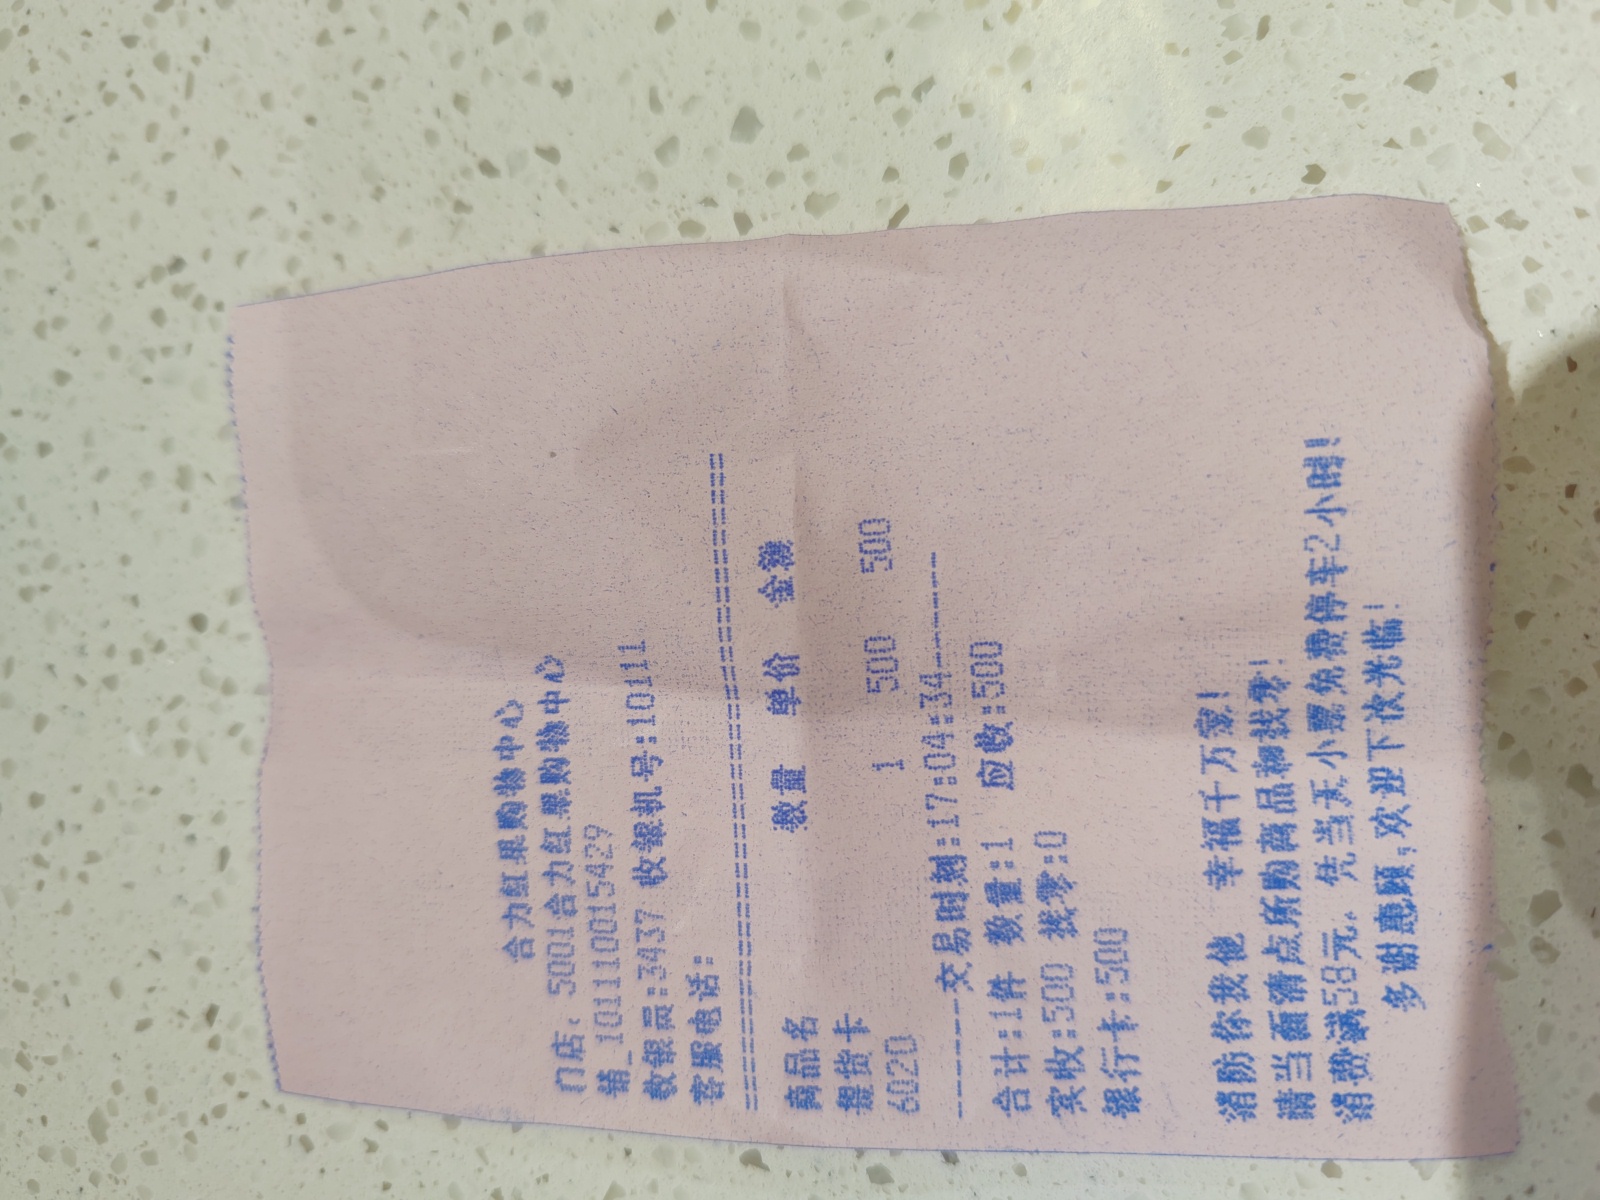 合力红果购物中心
门店: 5001合力红果购物中心
销_101110015429
收银员:3437 收银机号:10111
客服电话:
================================
商品名 数量 单价 金额
提货卡
6020 1 500 500
------交易时刻:17:04:34------
合计:1件 数量:1 应收:500
实收:500 找零:0
银行卡:500
消防你我他 幸福千万家!
请当面清点所购商品和找零!
消费满58元,凭当天小票免费停车2小时!
多谢惠顾,欢迎下次光临!